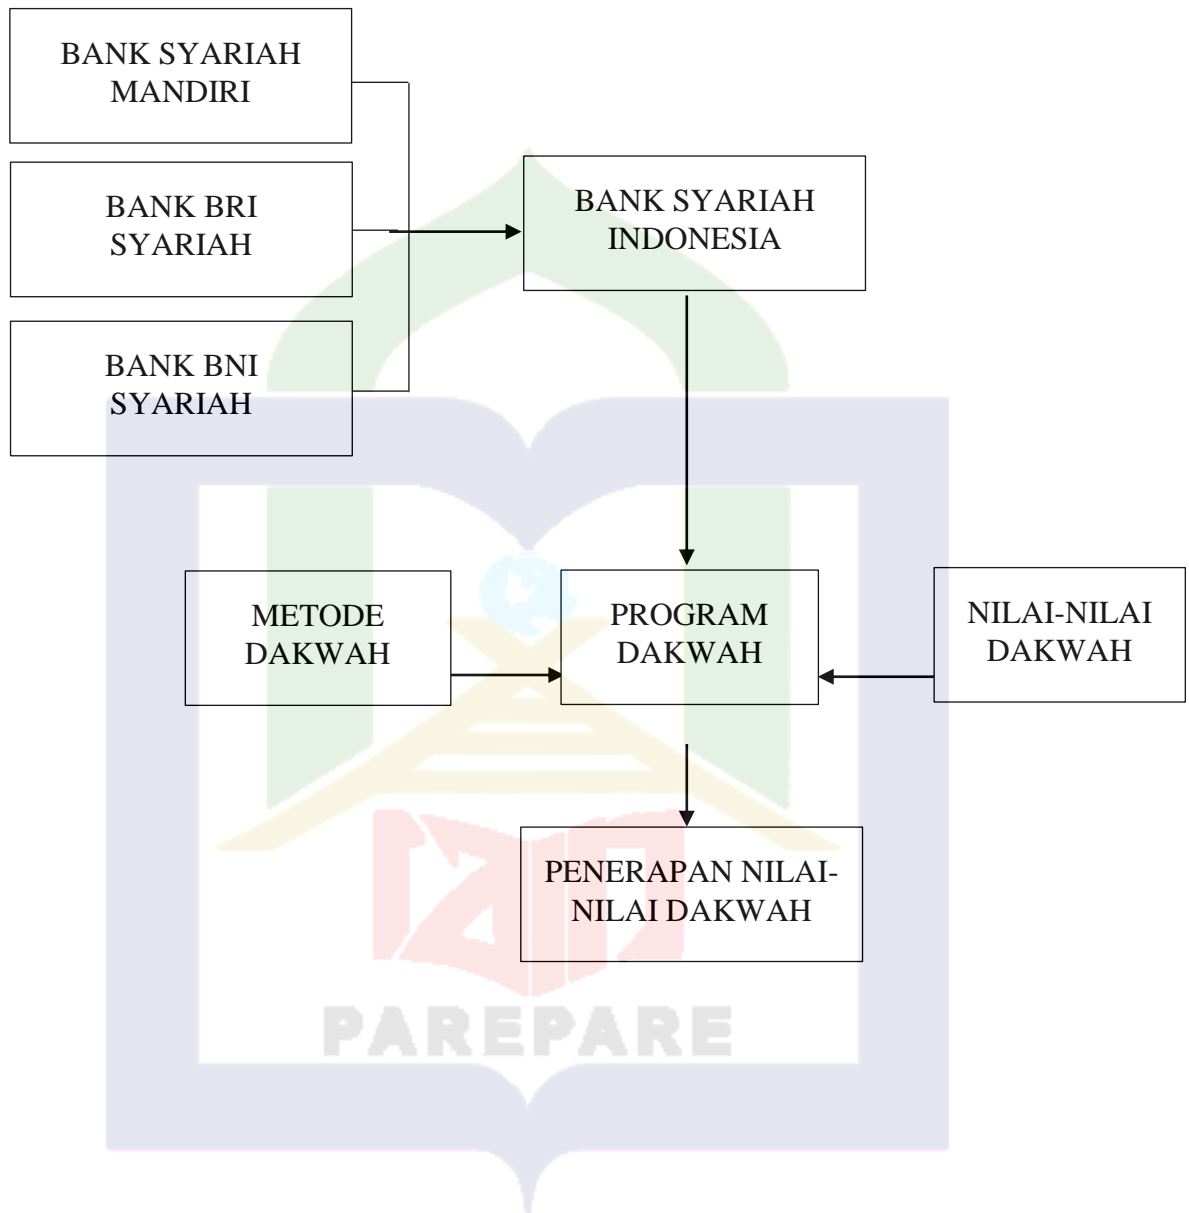 BANK SYARIAH
MANDIRI
BANK BRI
SYARIAH
BANK SYARIAH
INDONESIA
BANK BNI
SYARIAH
METODE
DAKWAH
PROGRAM
DAKWAH
NILAI-NILAI
DAKWAH
PENERAPAN NILAI-
NILAI DAKWAH
IAIN
PAREPARE